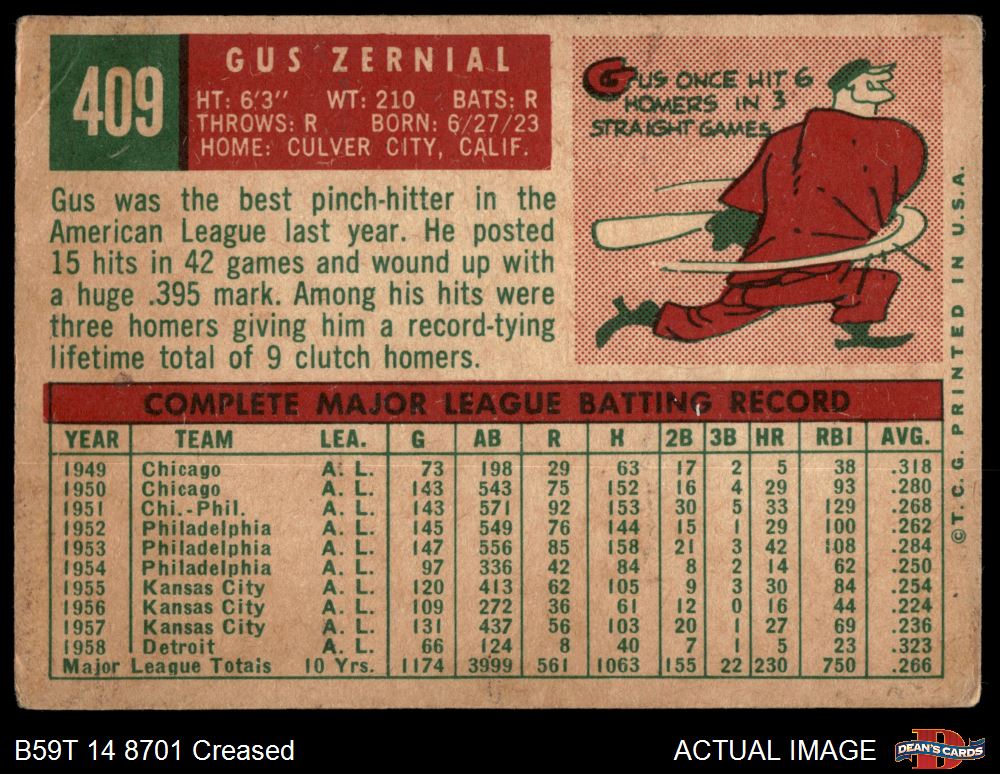 409
GUS ZERNIAL
HT: 6'3" WT: 210 BATS: R
THROWS: R BORN: 6/27/23
HOME: CULVER CITY, CALIF.
GUS ONCE HIT 6
HOMERS IN 3
STRAIGHT GAMES
Gus was the best pinch-hitter in the
American League last year. He posted
15 hits in 42 games and wound up with
a huge .395 mark. Among his hits were
three homers giving him a record-tying
lifetime total of 9 clutch homers.
COMPLETE MAJOR LEAGUE BATTING RECORD
YEAR TEAM LEA. G AB R H 2B 3B HR RBI AVG.
1949 Chicago A. L. 73 198 29 63 17 2 5 38 .318
1950 Chicago A. L. 143 543 75 152 16 4 29 93 .280
1951 Chi.-Phil. A. L. 143 571 92 153 30 5 33 129 .268
1952 Philadelphia A. L. 145 549 76 144 15 1 29 100 .262
1953 Philadelphia A. L. 147 556 85 158 21 3 42 108 .284
1954 Philadelphia A. L. 97 336 42 84 8 2 14 62 .250
1955 Kansas City A. L. 120 413 62 105 9 3 30 84 .254
1956 Kansas City A. L. 109 272 36 61 12 0 16 44 .224
1957 Kansas City A. L. 131 437 56 103 20 1 27 69 .236
1958 Detroit A. L. 66 124 8 40 7 1 5 23 .323
Major League Totals 10 Yrs. 1174 3999 561 1063 155 22 230 750 .266
© T. C. G. PRINTED IN U.S.A.
B59T 14 8701 Creased
ACTUAL IMAGE
DEAN'S CARDS